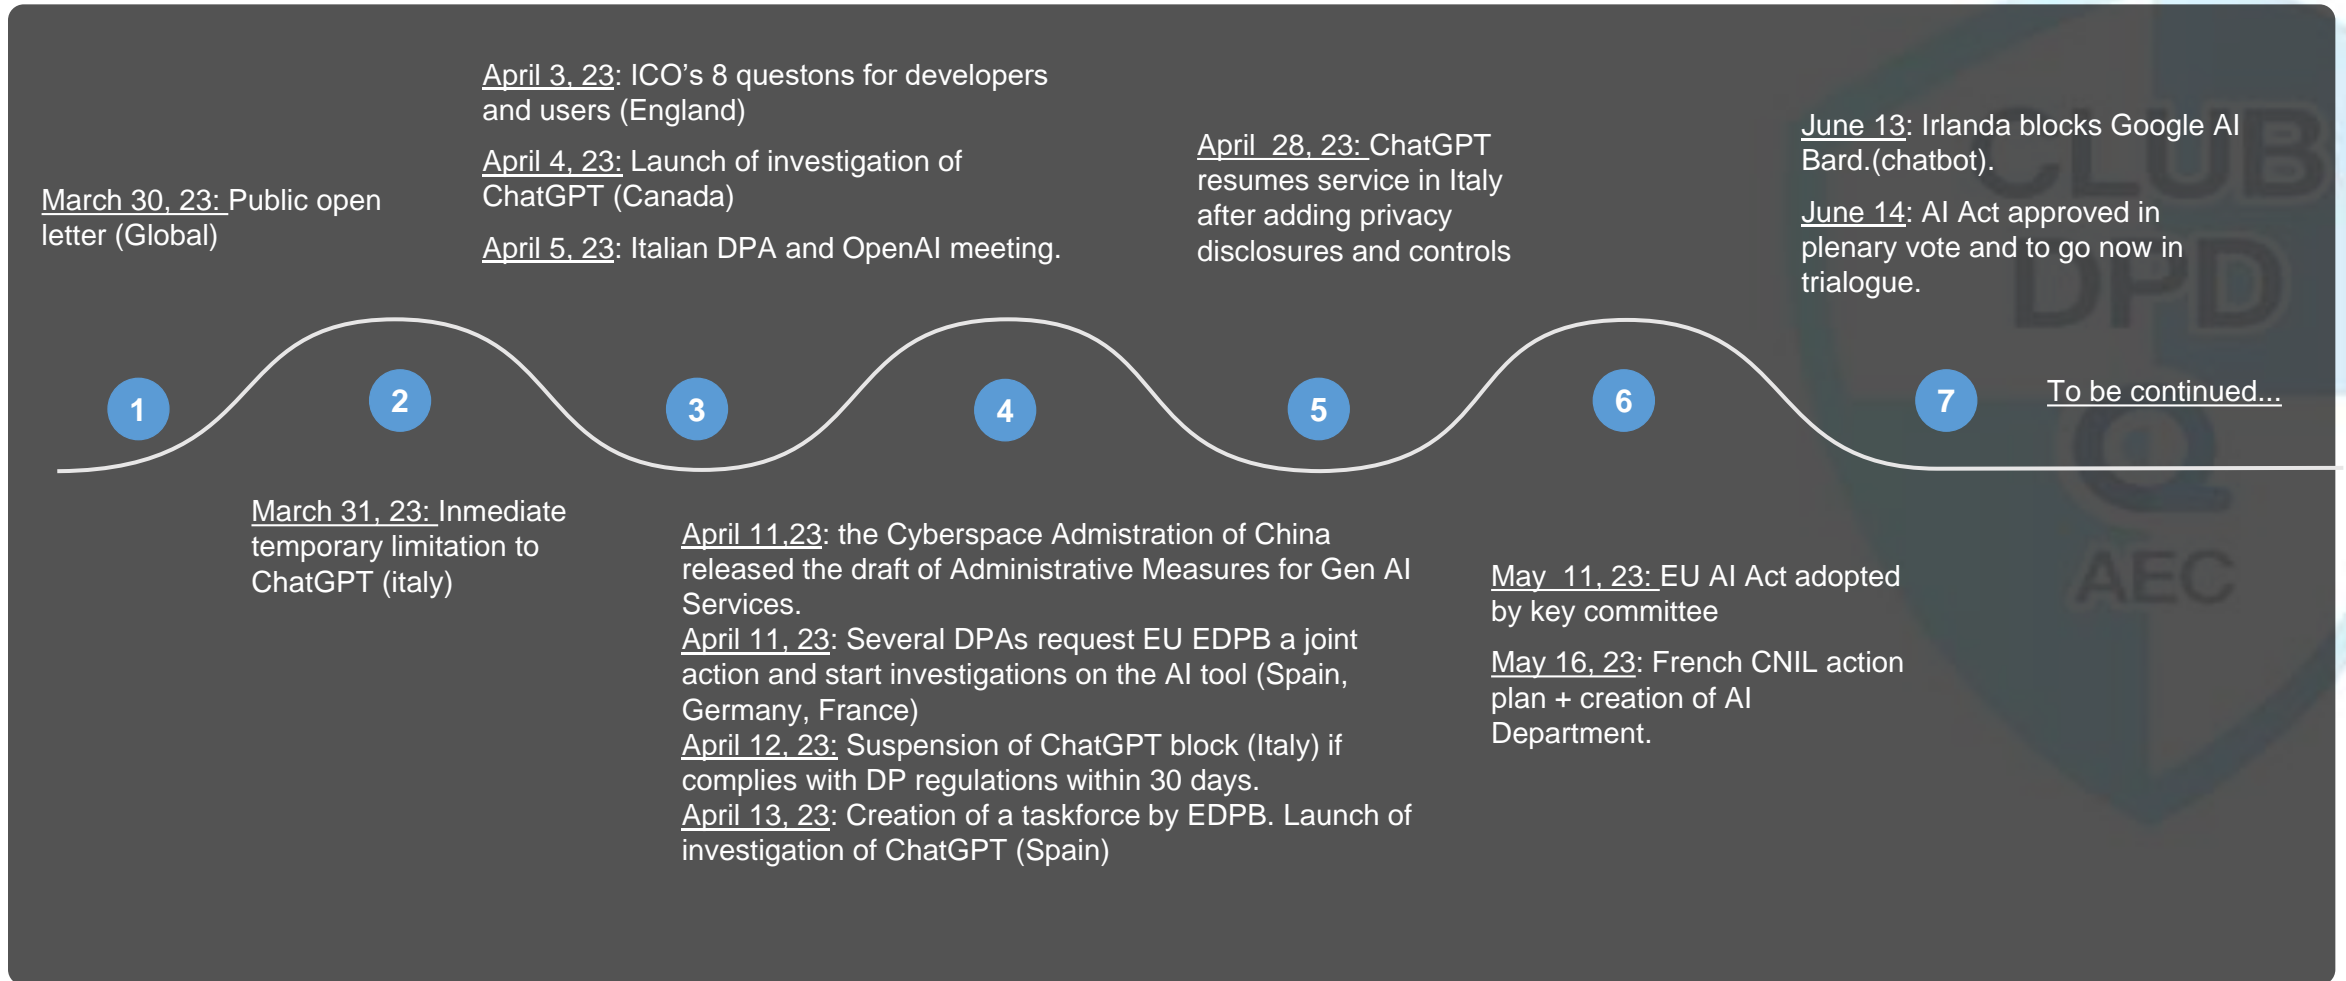 March 30, 23: Public open
letter (Global)
1
March 31, 23: Inmediate
temporary limitation to
ChatGPT (italy)
2
April 3, 23: ICO’s 8 questons for developers
and users (England)
April 4, 23: Launch of investigation of
ChatGPT (Canada)
April 5, 23: Italian DPA and OpenAI meeting.
3
April 11,23: the Cyberspace Admistration of China
released the draft of Administrative Measures for Gen AI
Services.
April 11, 23: Several DPAs request EU EDPB a joint
action and start investigations on the AI tool (Spain,
Germany, France)
April 12, 23: Suspension of ChatGPT block (Italy) if
complies with DP regulations within 30 days.
April 13, 23: Creation of a taskforce by EDPB. Launch of
investigation of ChatGPT (Spain)
4
April  28, 23: ChatGPT
resumes service in Italy
after adding privacy
disclosures and controls
5
May  11, 23: EU AI Act adopted
by key committee
May 16, 23: French CNIL action
plan + creation of AI
Department.
6
June 13: Irlanda blocks Google AI
Bard.(chatbot).
June 14: AI Act approved in
plenary vote and to go now in
trialogue.
7
To be continued...
CLUB
DPD
AEC